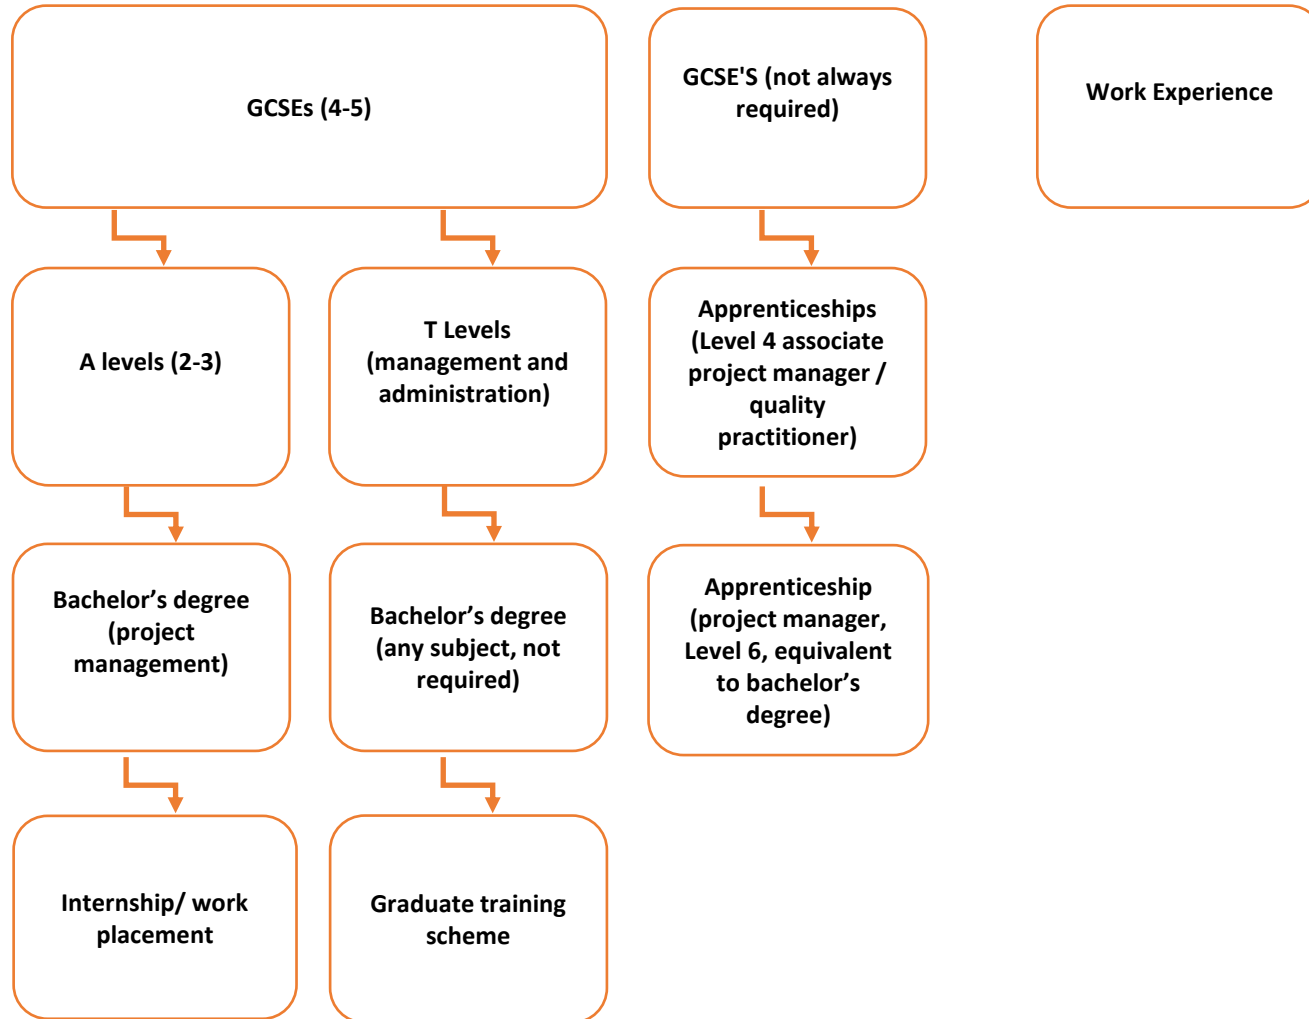 GCSEs (4-5)
GCSE'S (not always
required)
Work Experience
A levels (2-3)
T Levels
(management and
administration)
Apprenticeships
(Level 4 associate
project manager /
quality
practitioner)
Bachelor’s degree
(project
management)
Bachelor’s degree
(any subject, not
required)
Apprenticeship
(project manager,
Level 6, equivalent
to bachelor’s
degree)
Internship/ work
placement
Graduate training
scheme